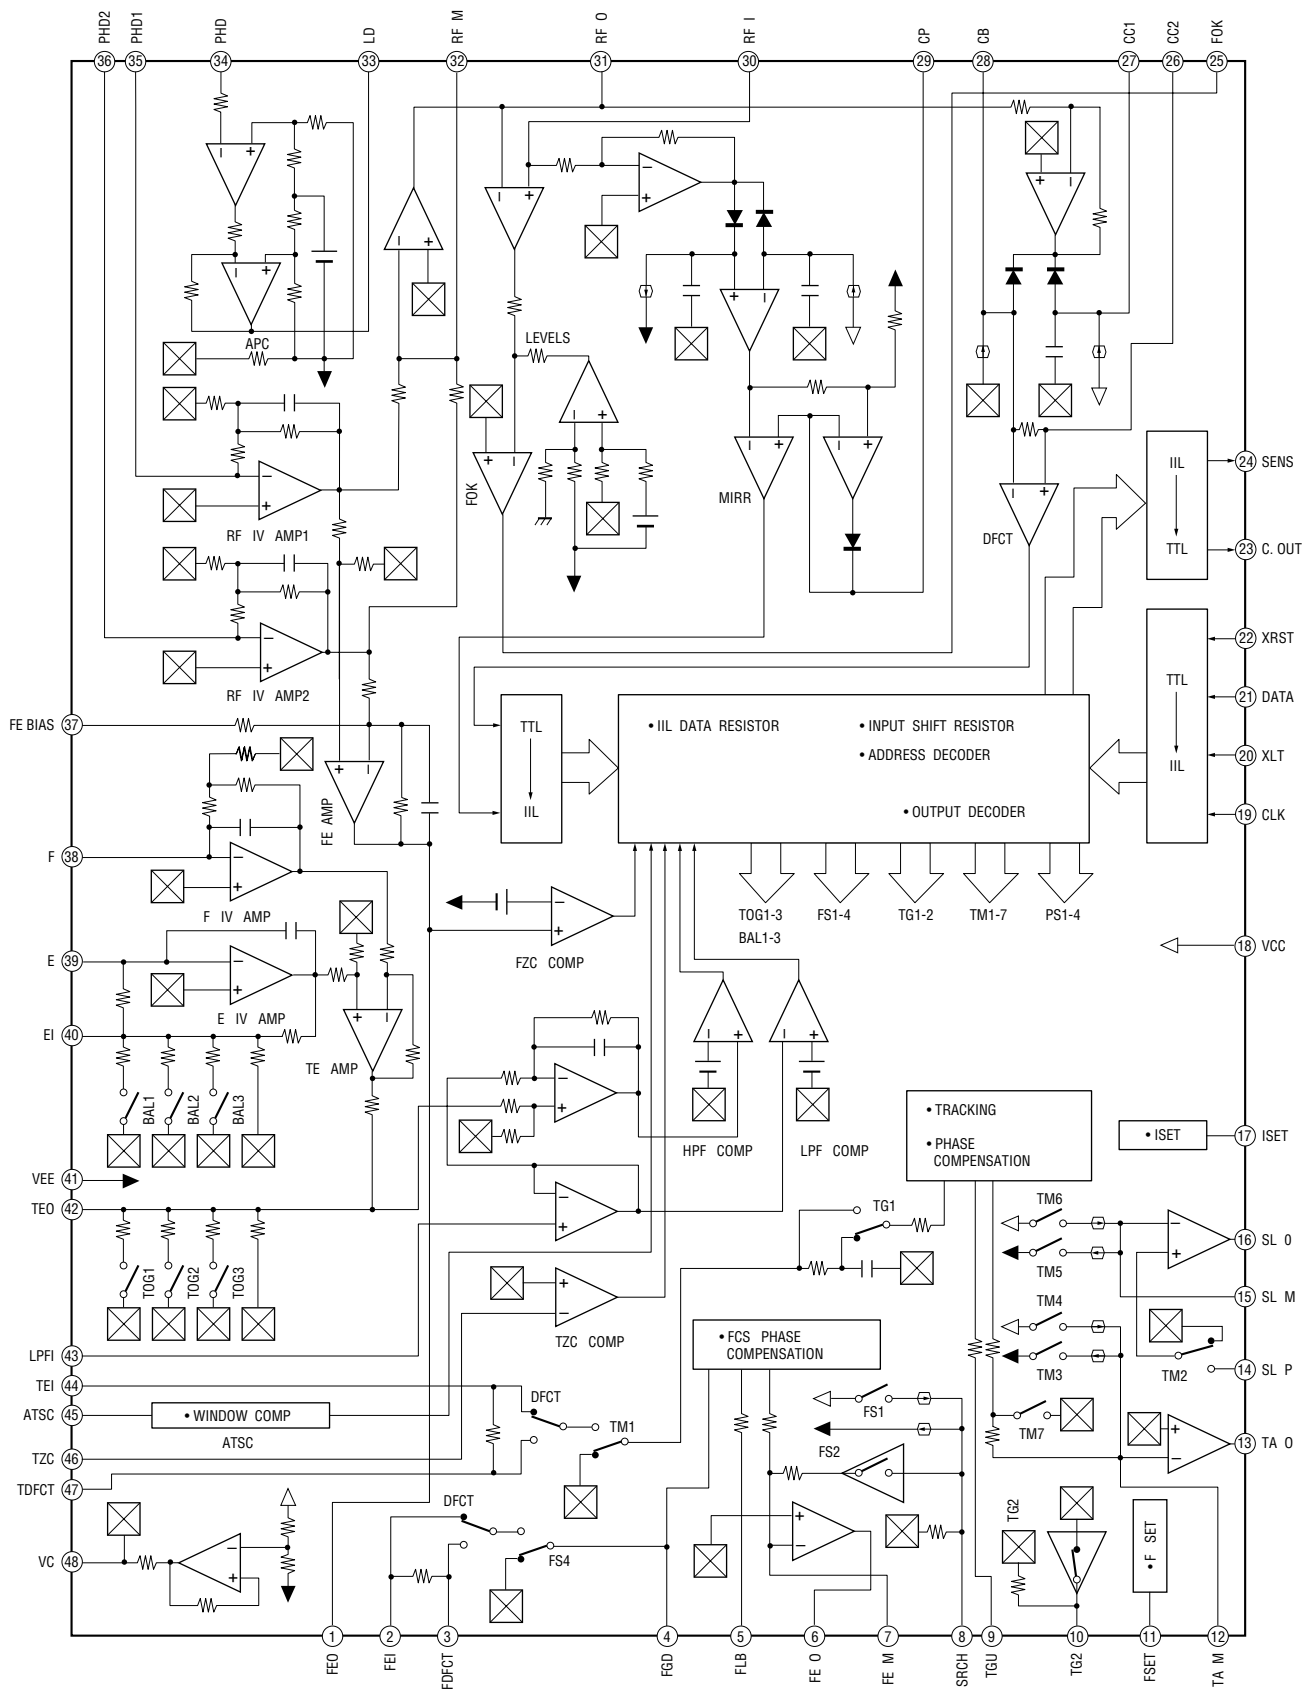 PHD2
PHD1
PHD
LD
RF M
RF O
RF I
CP
CB
CC1
CC2
FOK
36
35
34
33
32
31
30
29
28
27
26
25
APC
LEVELS
FOK
MIRR
DFCT
RF IV AMP1
RF IV AMP2
IIL
TTL
24 SENS
23 C. OUT
22 XRST
21 DATA
20 XLT
19 CLK
TTL
IIL
FE BIAS 37
TTL
IIL
• IIL DATA RESISTOR
• INPUT SHIFT RESISTOR
• ADDRESS DECODER
• OUTPUT DECODER
FE AMP
F 38
F IV AMP
FZC COMP
TOG1-3
BAL1-3
FS1-4
TG1-2
TM1-7
PS1-4
18 VCC
E 39
E IV AMP
EI 40
TE AMP
BAL1
BAL2
BAL3
HPF COMP
LPF COMP
• TRACKING
• PHASE
COMPENSATION
• ISET
17 ISET
VEE 41
TEO 42
TOG1
TOG2
TOG3
TG1
TM6
TM5
16 SL O
15 SL M
TM4
TM3
TM2
14 SL P
TZC COMP
• FCS PHASE
COMPENSATION
LPFI 43
TEI 44
ATSC 45
• WINDOW COMP
ATSC
TZC 46
TDFCT 47
DFCT
TM1
FS1
FS2
TM7
13 TA O
VC 48
DFCT
FS4
TG2
• F SET
1
2
3
4
5
6
7
8
9
10
11
12
FEO
FEI
FDFCT
FGD
FLB
FE O
FE M
SRCH
TGU
TG2
FSET
TA M